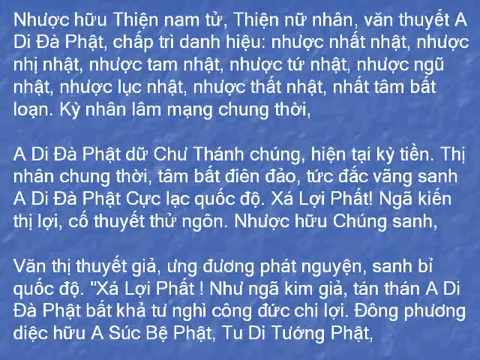 Nhược hữu Thiện nam tử, Thiện nữ nhân, văn thuyết A
Di Đà Phật, chấp trì danh hiệu: nhược nhất nhật, nhược
nhị nhật, nhược tam nhật, nhược tứ nhật, nhược ngũ
nhật, nhược lục nhật, nhược thất nhật, nhất tâm bất
loạn. Kỳ nhân lâm mạng chung thời,
A Di Đà Phật dữ Chư Thánh chúng, hiện tại kỳ tiền. Thị
nhân chung thời, tâm bất điên đảo, tức đắc vãng sanh
A Di Đà Phật Cực lạc quốc độ. Xá Lợi Phất! Ngã kiến
thị lợi, cố thuyết thử ngôn. Nhược hữu Chúng sanh,
Văn thị thuyết giả, ưng đương phát nguyện, sanh bỉ
quốc độ. "Xá Lợi Phất ! Như ngã kim giả, tán thán A Di
Đà Phật bất khả tư nghì công đức chi lợi. Đông phương
diệc hữu A Súc Bệ Phật, Tu Di Tướng Phật,